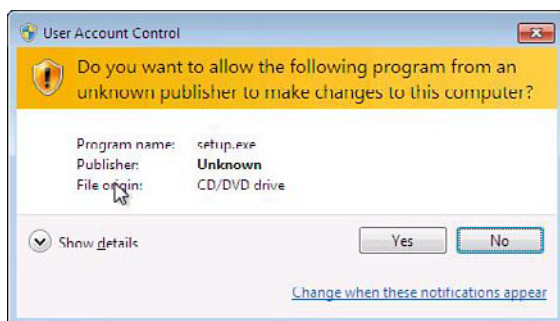 User Account Control
Do you want to allow the following program from an
unknown publisher to make changes to this computer?
Program name: setup.exe
Publisher: Unknown
File origin: CD/DVD drive
Show details
Yes
No
Change when these notifications appear